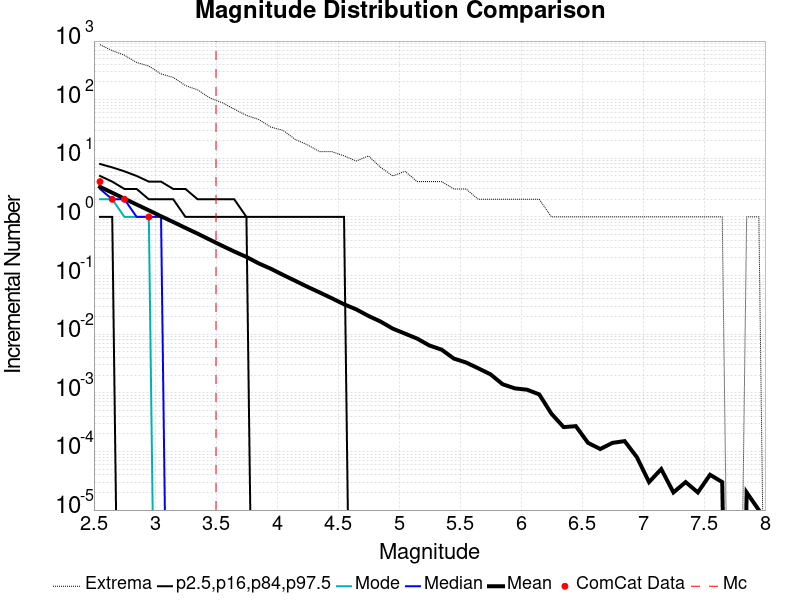 Magnitude Distribution Comparison
10^3
10^2
10^1
10^0
10^-1
10^-2
10^-3
10^-4
10^-5
Incremental Number
2.5 3 3.5 4 4.5 5 5.5 6 6.5 7 7.5 8
Magnitude
Extrema p2.5,p16,p84,p97.5 Mode Median Mean ComCat Data Mc